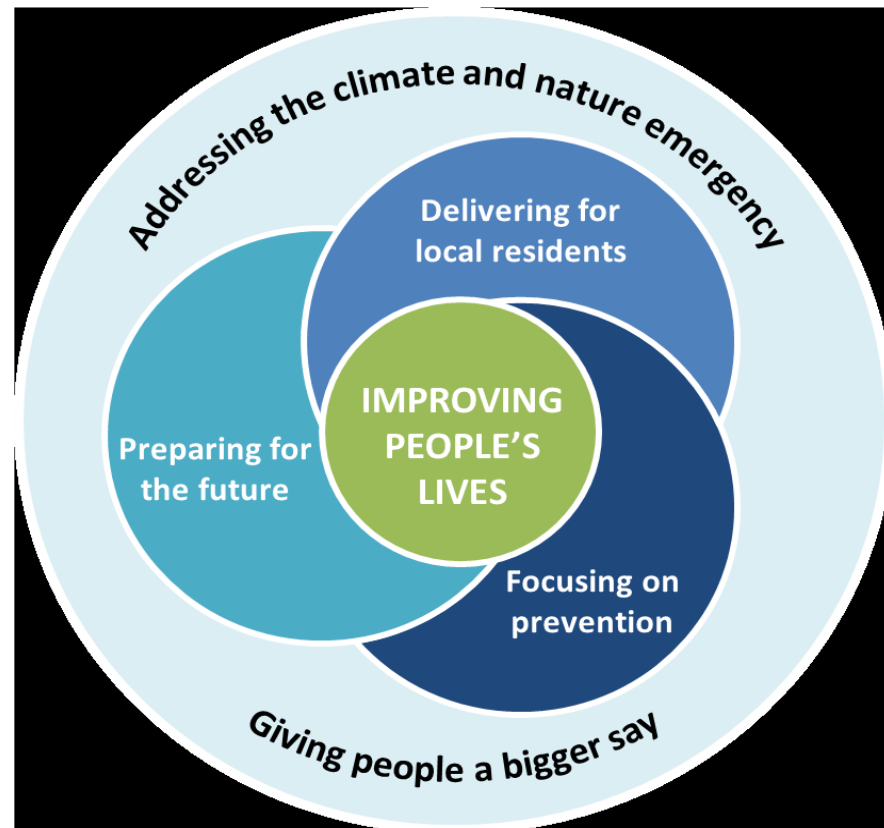 Addressing the climate and nature emergency
Delivering for
local residents
IMPROVING
PEOPLE’S
LIVES
Preparing for
the future
Focusing on
prevention
Giving people a bigger say